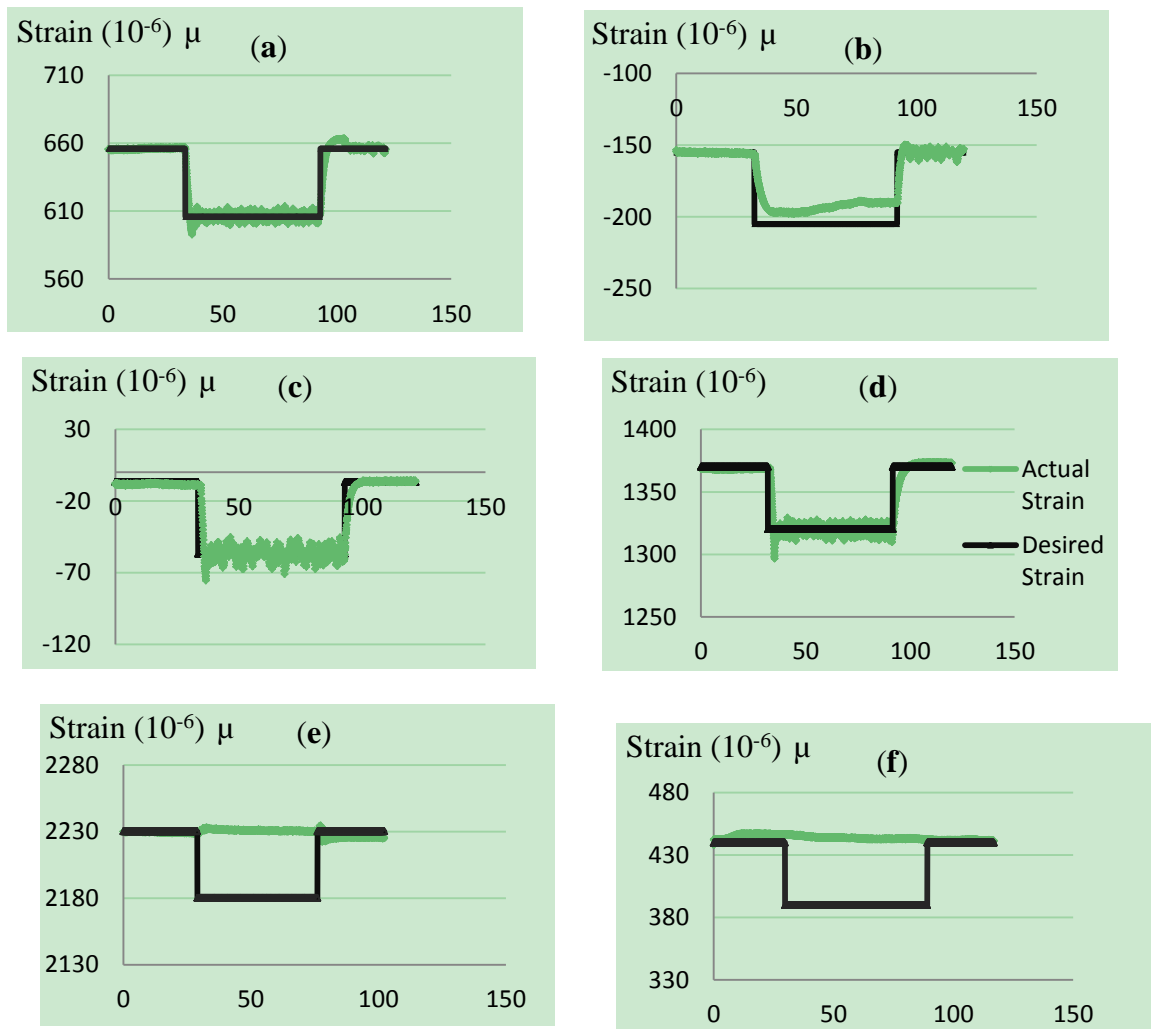 Strain (10-6) µ (a)
710
660
610
560
0 50 100 150
Strain (10-6) µ (b)
-100
0 50 100 150
-150
-200
-250
Strain (10-6) µ (c)
30
-20
0 50 100 150
-70
-120
Strain (10-6) (d)
1400
1350
1300
1250
0 50 100 150
Actual
Strain
Desired
Strain
Strain (10-6) µ (e)
2280
2230
2180
2130
0 50 100 150
Strain (10-6) µ (f)
480
430
380
330
0 50 100 150